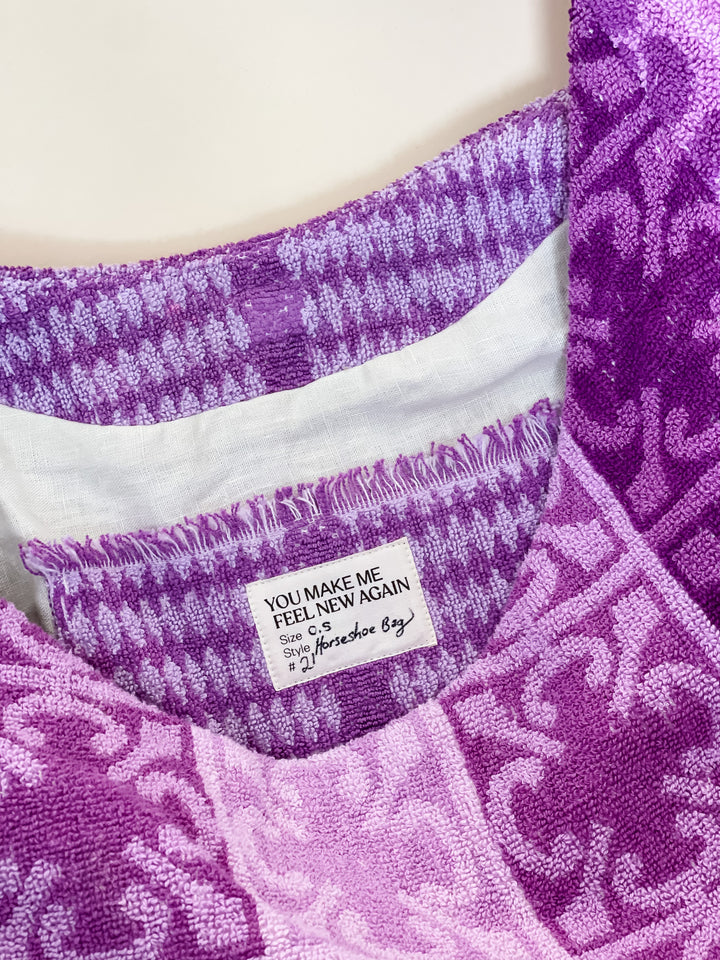 YOU MAKE ME
FEEL NEW AGAIN
Size O.S
Style Horseshoe Bag
# 21